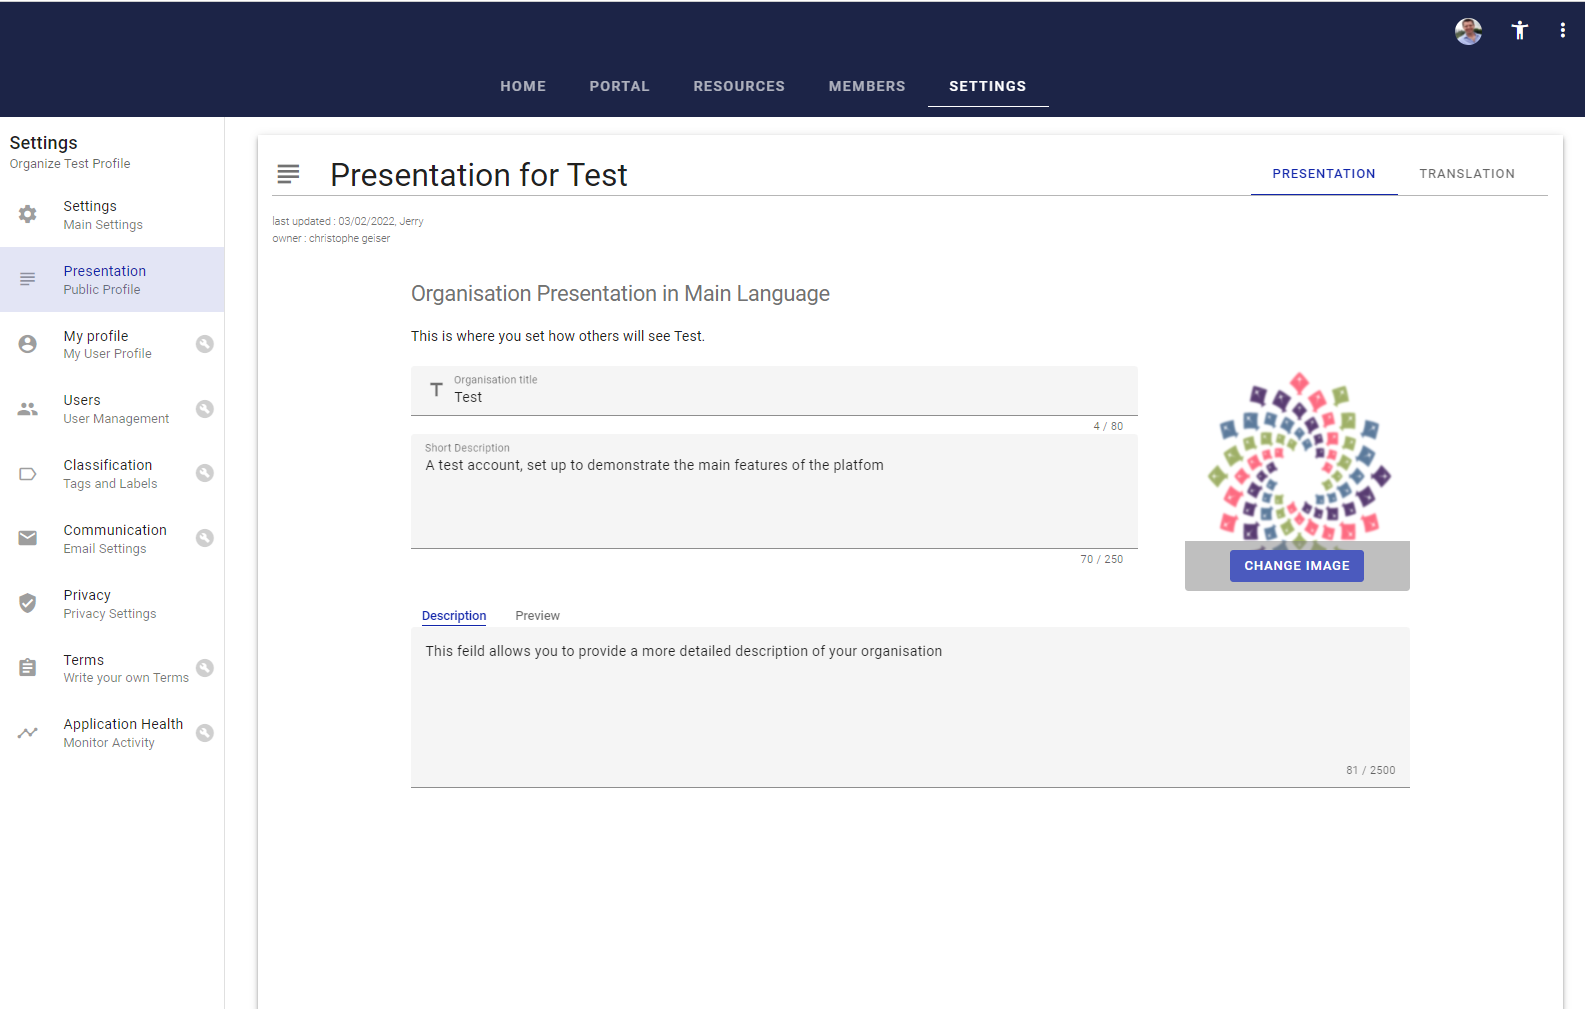 HOME PORTAL RESOURCES MEMBERS SETTINGS
Settings
Organize Test Profile
Settings
Main Settings
Presentation
Public Profile
My profile
My User Profile
Users
User Management
Classification
Tags and Labels
Communication
Email Settings
Privacy
Privacy Settings
Terms
Write your own Terms
Application Health
Monitor Activity
Presentation for Test
PRESENTATION TRANSLATION
last updated : 03/02/2022, Jerry
owner : christophe geiser
Organisation Presentation in Main Language
This is where you set how others will see Test.
Organisation title
Test
4 / 80
Short Description
A test account, set up to demonstrate the main features of the platfom
70 / 250
CHANGE IMAGE
Description Preview
This feild allows you to provide a more detailed description of your organisation
81 / 2500